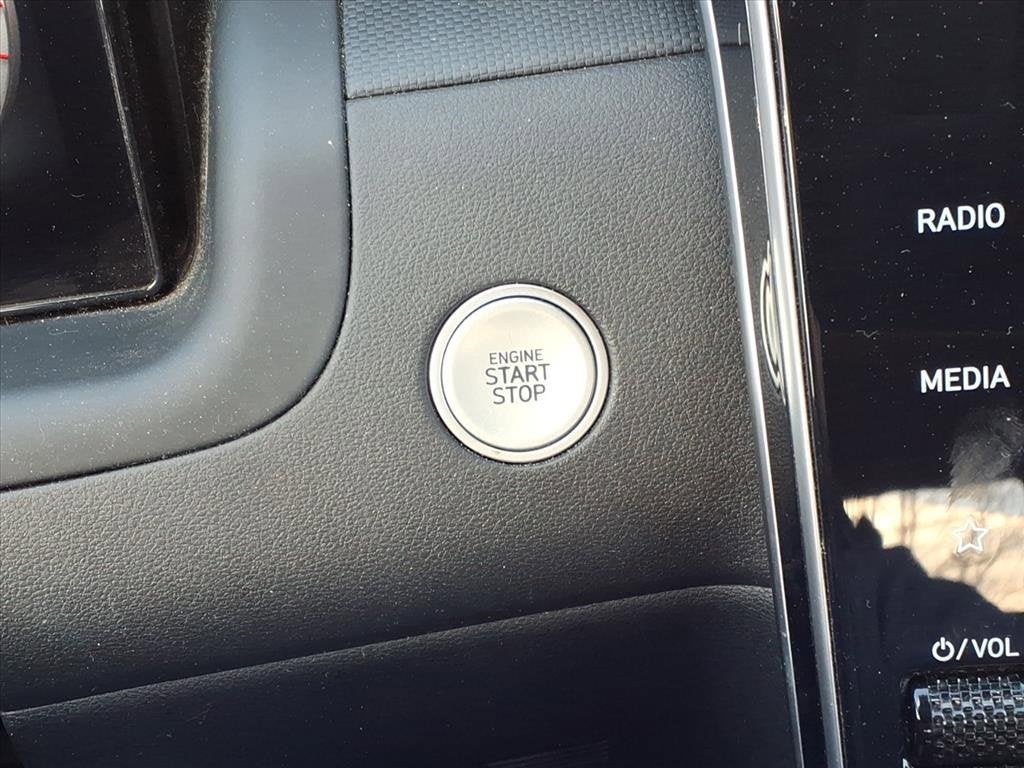 RADIO
ENGINE
START
STOP
MEDIA
/VOL